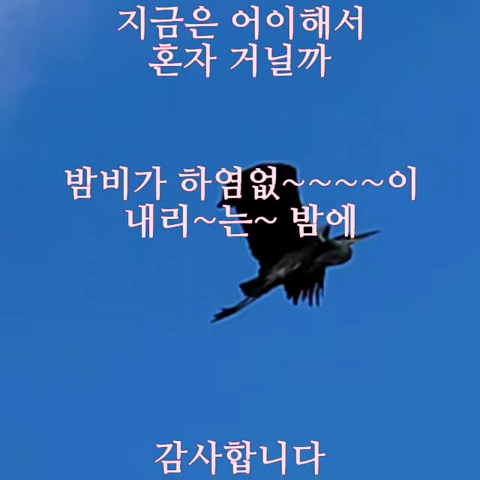 지금은 어이해서
혼자 거닐까
밤비가 하염없~~~~이
내리~는~ 밤에
감사합니다